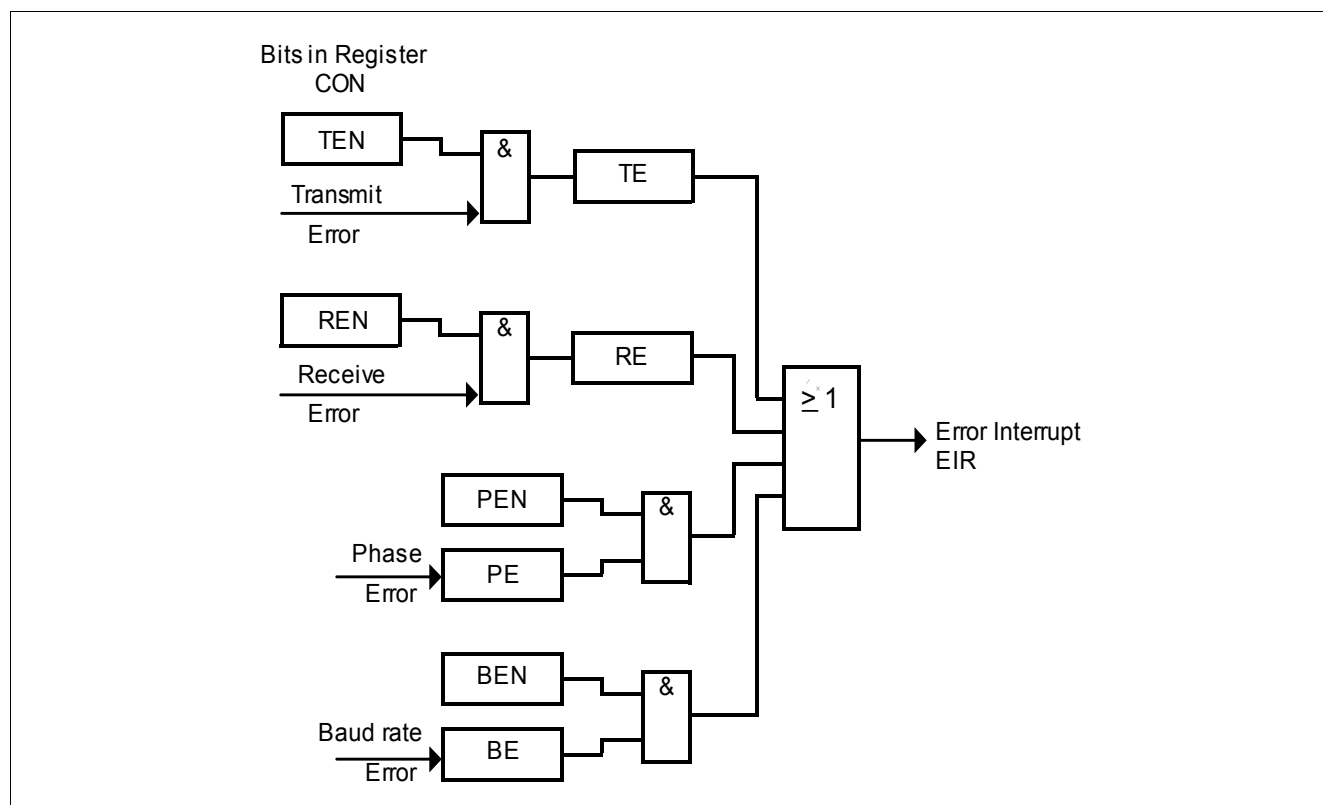 Bits in Register
CON
TEN
&
TE
Transmit
Error
REN
&
RE
Receive
Error
≥ 1
Error Interrupt
EIR
PEN
&
Phase
Error
PE
BEN
&
Baud rate
Error
BE